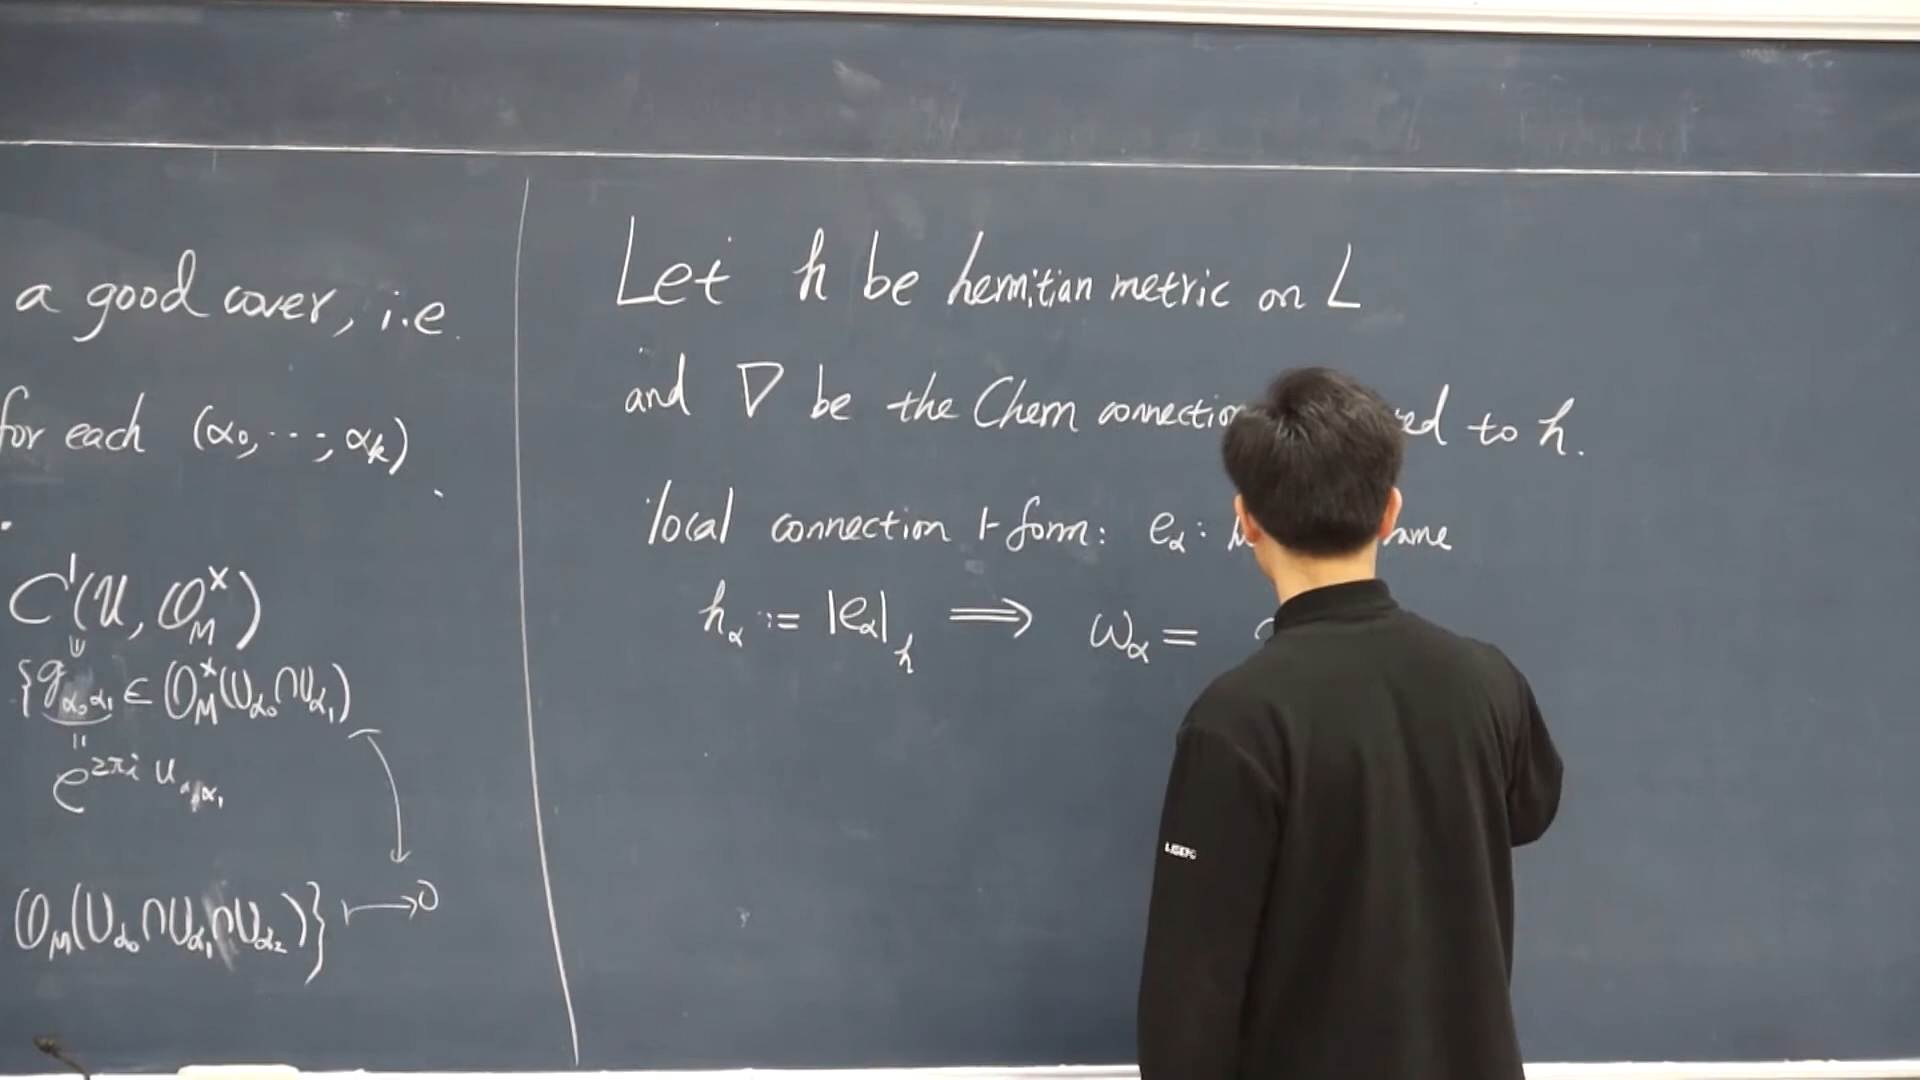 a good cover, i.e.
for each (α₀, ⋯, αₖ)
C¹(U, O_M^×)
{g_{α₀α₁} ∈ O_M^×(U_{α₀} ∩ U_{α₁})
e^{2πi u_{α₀α₁}}
O_M(U_{α₀} ∩ U_{α₁} ∩ U_{α₂})} ↦ 0
Let h be hermitian metric on L
and ∇ be the Chern connection to h.
local connection 1-form: e_α:
h_α := |e_α|_h ⟹ ω_α =